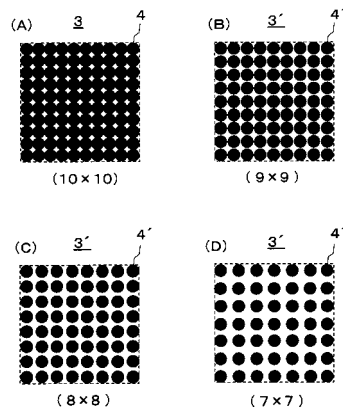 (A) 3 4
(10×10)
(B) 3′ 4′
(9×9)
(C) 3′ 4′
(8×8)
(D) 3′ 4′
(7×7)